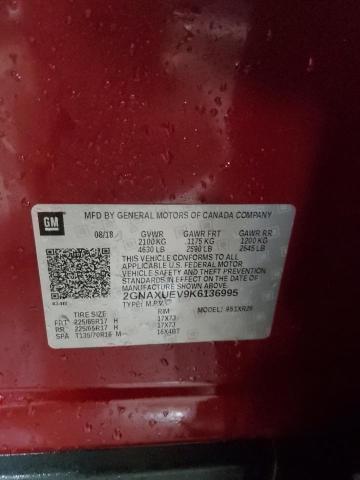 GM
MFD BY GENERAL MOTORS OF CANADA COMPANY
08/18 GVWR GAWR FRT GAWR RR
2100 KG 1175 KG 1200 KG
4630 LB 2590 LB 2645 LB
THIS VEHICLE CONFORMS TO ALL
APPLICABLE U.S. FEDERAL MOTOR
VEHICLE SAFETY AND THEFT
PREVENTION STANDARDS IN
EFFECT ON THE DATE OF
MANUFACTURE SHOWN ABOVE.
2GNAXUEV9K6136995
TYPE: M.P.V. MODEL:
TIRE SIZE RIM
FRT 225/65R17 H 17X7J
RR 225/65R17 H 17X7J
SPA T135/70R16 M 16X4BT